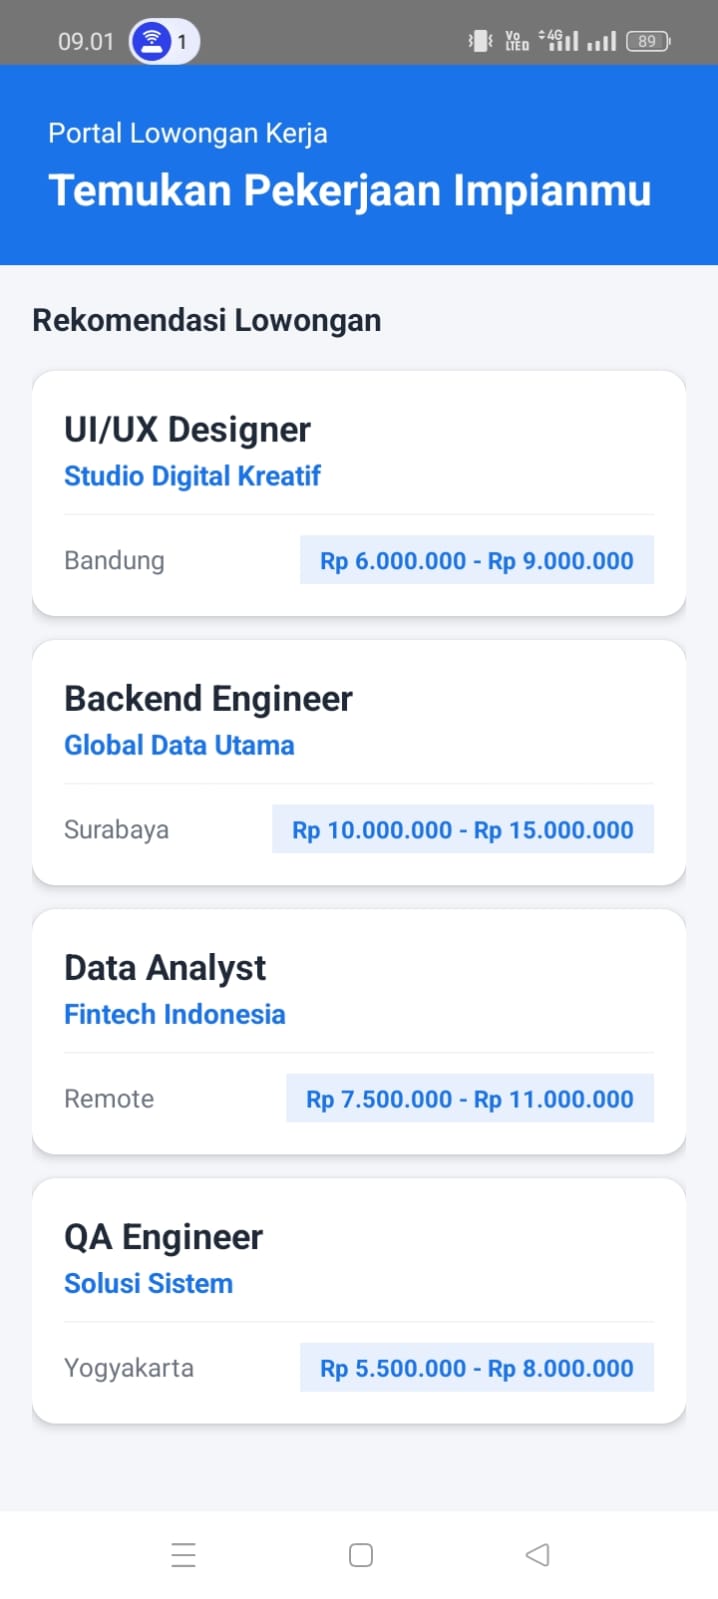 09.01
1
Vo
LTED
4G
89
Portal Lowongan Kerja
Temukan Pekerjaan Impianmu
Rekomendasi Lowongan
UI/UX Designer
Studio Digital Kreatif
Bandung
Rp 6.000.000 - Rp 9.000.000
Backend Engineer
Global Data Utama
Surabaya
Rp 10.000.000 - Rp 15.000.000
Data Analyst
Fintech Indonesia
Remote
Rp 7.500.000 - Rp 11.000.000
QA Engineer
Solusi Sistem
Yogyakarta
Rp 5.500.000 - Rp 8.000.000